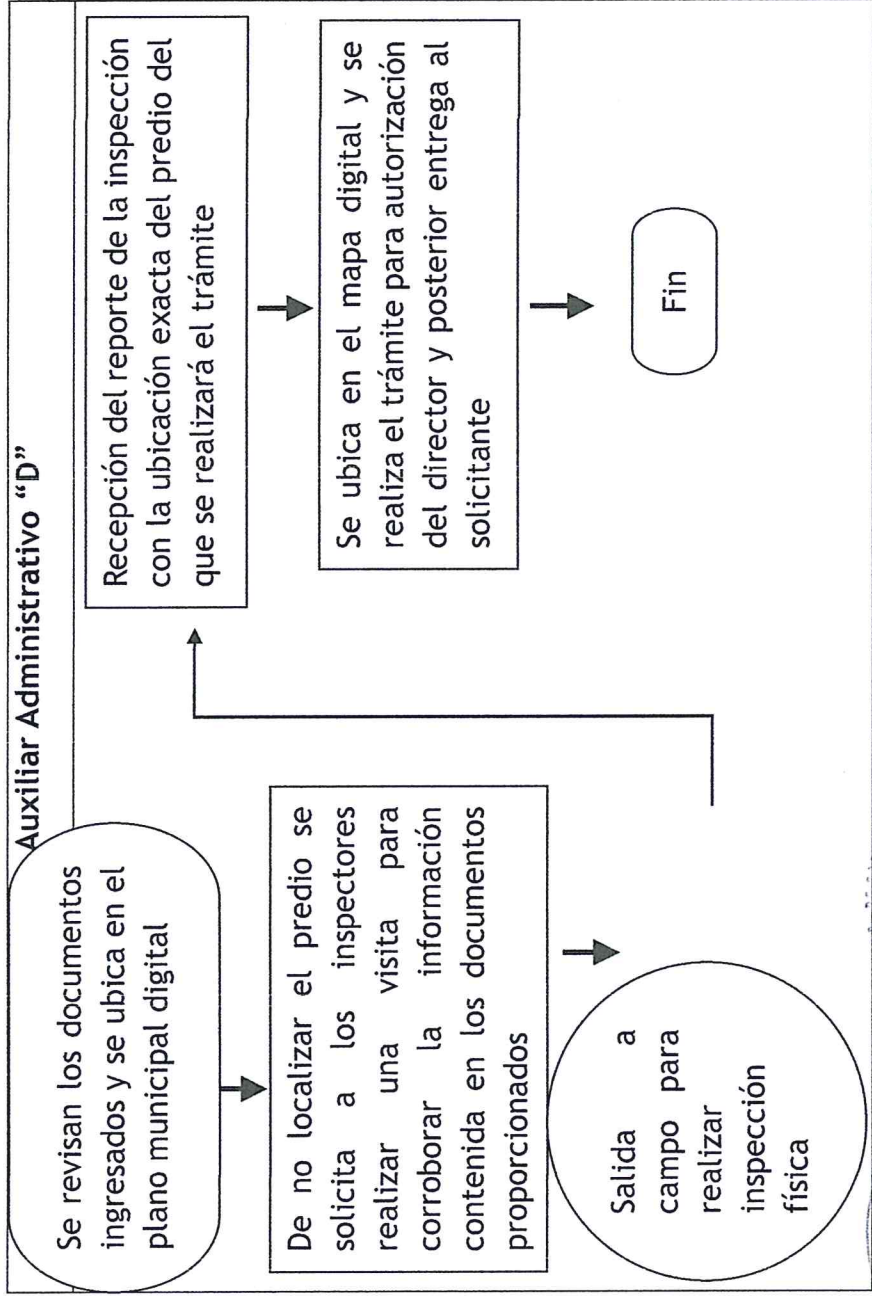 Auxiliar Administrativo “D”
Se revisan los documentos
ingresados y se ubica en el
plano municipal digital
De no localizar el predio se
solicita a los inspectores
realizar una visita para
corroborar la información
contenida en los documentos
proporcionados
Salida a
campo para
realizar
inspección
física
Recepción del reporte de la inspección
con la ubicación exacta del predio del
que se realizará el trámite
Se ubica en el mapa digital y se
realiza el trámite para autorización
del director y posterior entrega al
solicitante
Fin